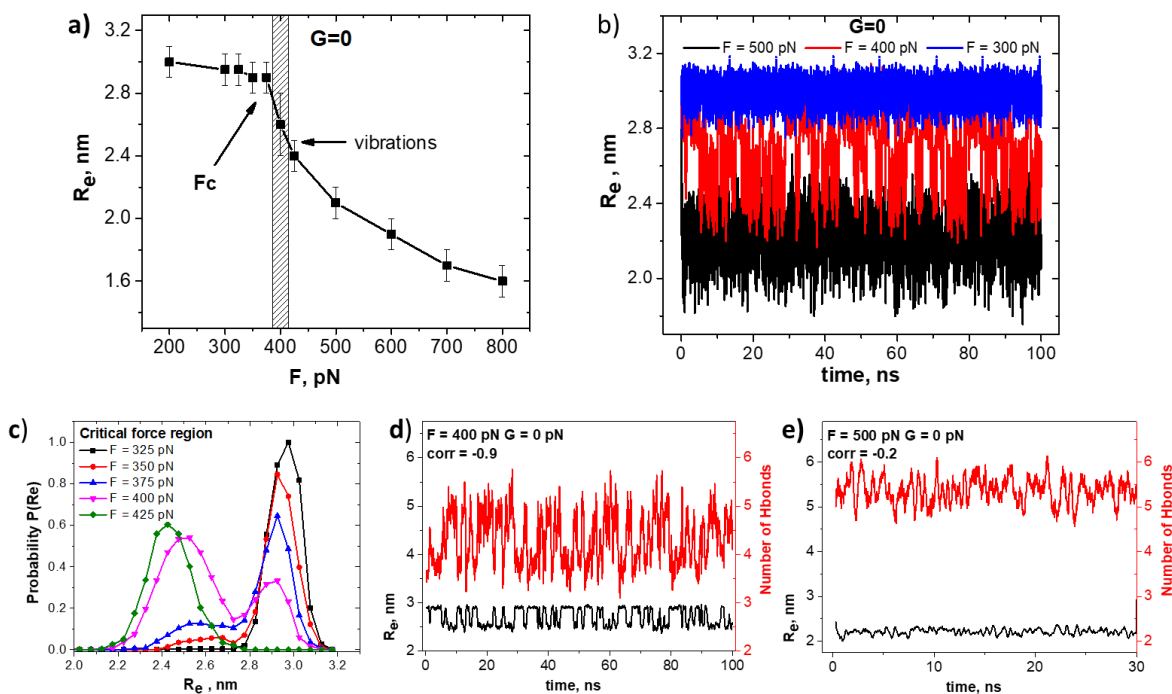 a)
G=0
Fc
vibrations
3.2
2.8
2.4
2.0
1.6
200 300 400 500 600 700 800
Re, nm
F, pN
b)
G=0
F = 500 pN F = 400 pN F = 300 pN
3.2
2.8
2.4
2.0
0 20 40 60 80 100
Re, nm
time, ns
c)
Critical force region
F = 325 pN
F = 350 pN
F = 375 pN
F = 400 pN
F = 425 pN
1.0
0.8
0.6
0.4
0.2
0.0
2.0 2.2 2.4 2.6 2.8 3.0 3.2
Probability P(Re)
Re, nm
d)
F = 400 pN G = 0 pN
corr = -0.9
6
5
4
3
2
6
5
4
3
2
0 20 40 60 80 100
Re, nm
Number of Hbonds
time, ns
e)
F = 500 pN G = 0 pN
corr = -0.2
6
5
4
3
2
6
5
4
3
2
0 10 20 30
Re, nm
Number of Hbonds
time, ns